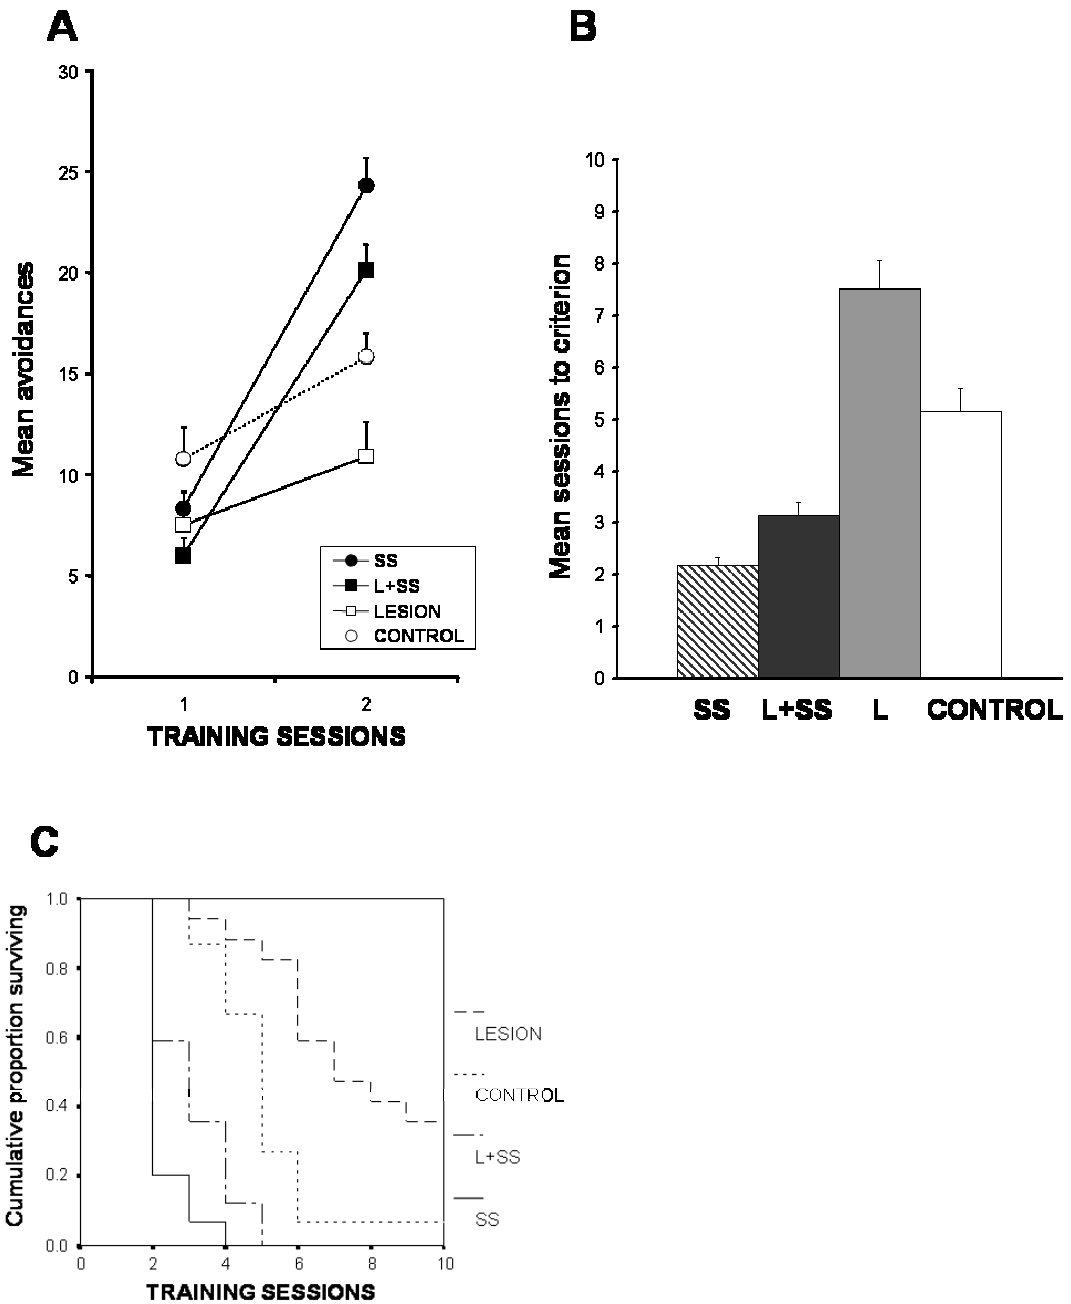 A
30
25
20
15
10
5
0
Mean avoidances
1 2
TRAINING SESSIONS
SS
L+SS
LESION
CONTROL
B
10
9
8
7
6
5
4
3
2
1
0
Mean sessions to criterion
SS L+SS L CONTROL
C
1.0
0.8
0.6
0.4
0.2
0.0
Cumulative proportion surviving
0 2 4 6 8 10
TRAINING SESSIONS
LESION
CONTROL
L+SS
SS